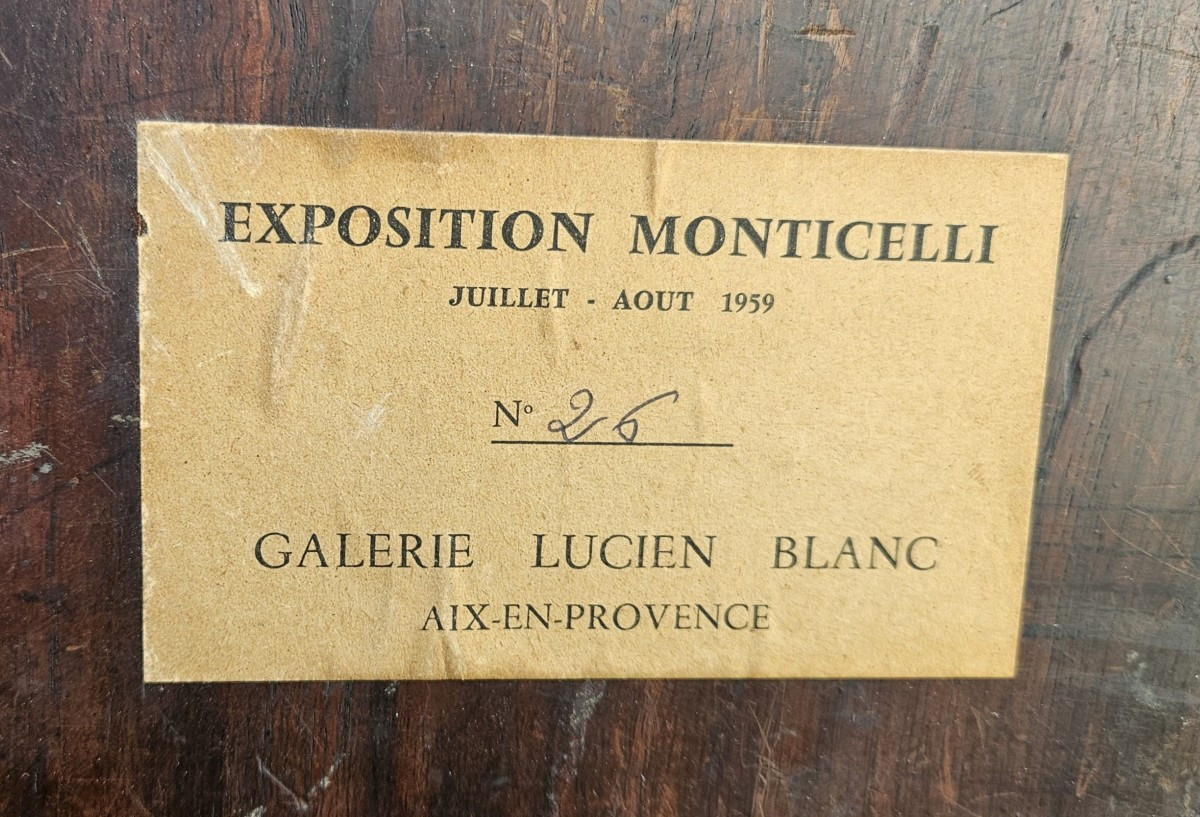 EXPOSITION MONTICELLI
JUILLET - AOUT 1959
N° 26
GALERIE LUCIEN BLANC
AIX-EN-PROVENCE